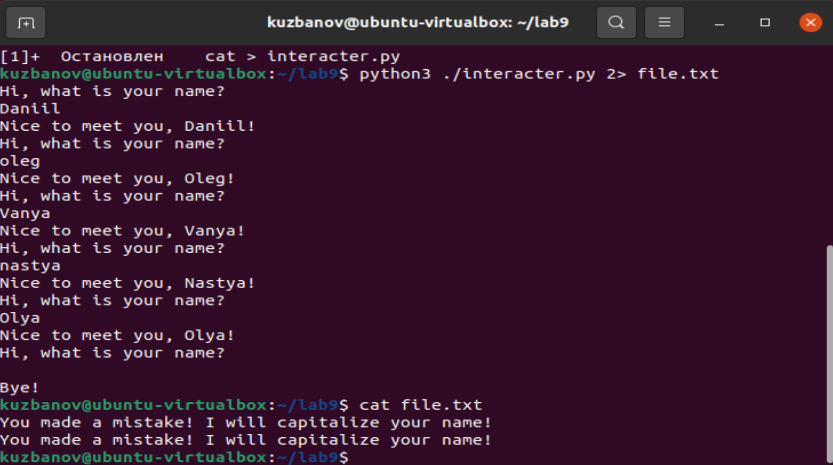 kuzbanov@ubuntu-virtualbox: ~/lab9
[1]+  Остановлен    cat > interacter.py
kuzbanov@ubuntu-virtualbox:~/lab9$ python3 ./interacter.py 2> file.txt
Hi, what is your name?
Daniil
Nice to meet you, Daniil!
Hi, what is your name?
oleg
Nice to meet you, Oleg!
Hi, what is your name?
Vanya
Nice to meet you, Vanya!
Hi, what is your name?
nastya
Nice to meet you, Nastya!
Hi, what is your name?
Olya
Nice to meet you, Olya!
Hi, what is your name?
Bye!
kuzbanov@ubuntu-virtualbox:~/lab9$ cat file.txt
You made a mistake! I will capitalize your name!
You made a mistake! I will capitalize your name!
kuzbanov@ubuntu-virtualbox:~/lab9$